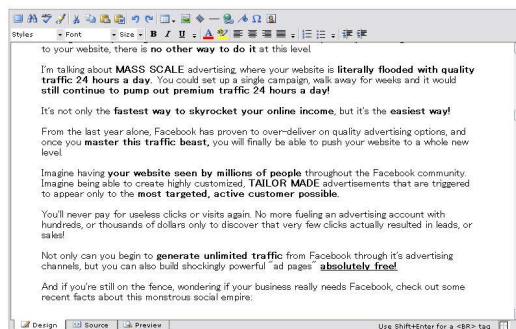 Styles Font Size B I U
to your website, there is no other way to do it at this level.
I'm talking about MASS SCALE advertising, where your website is literally flooded with quality
traffic 24 hours a day. You could set up a single campaign, walk away for weeks and it would
still continue to pump out premium traffic 24 hours a day!
It's not only the fastest way to skyrocket your online income, but it's the easiest way!
From the last year alone, Facebook has proven to over-deliver on quality advertising options, and
once you master this traffic beast, you will finally be able to push your website to a whole new
level.
Imagine having your website seen by millions of people throughout the Facebook community.
Imagine being able to create highly customized, TAILOR MADE advertisements that are triggered
to appear only to the most targeted, active customer possible.
You'll never pay for useless clicks or visits again. No more fueling an advertising account with
hundreds, or thousands of dollars only to discover that very few clicks actually resulted in leads, or
sales!
Not only can you begin to generate unlimited traffic from Facebook through it's advertising
channels, but you can also build shockingly powerful "ad pages" absolutely free!
And if you're still on the fence, wondering if your business really needs Facebook, check out some
recent facts about this monstrous social empire:
Design Source Preview Use Shift+Enter for a <BR> tag